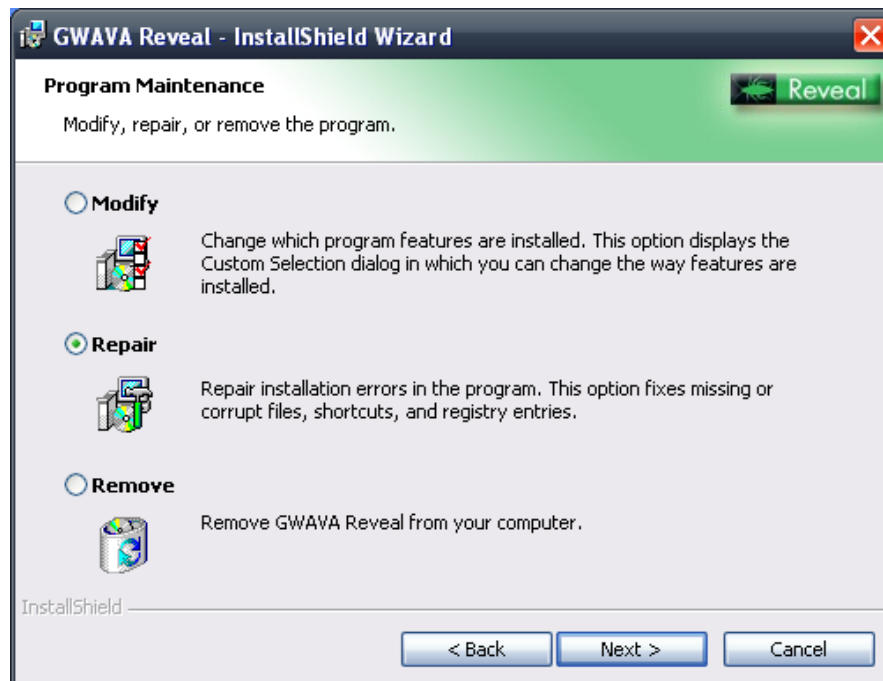 GWAVA Reveal - InstallShield Wizard
Program Maintenance
Reveal
Modify, repair, or remove the program.
Modify
Change which program features are installed. This option displays the
Custom Selection dialog in which you can change the way features are
installed.
Repair
Repair installation errors in the program. This option fixes missing or
corrupt files, shortcuts, and registry entries.
Remove
Remove GWAVA Reveal from your computer.
InstallShield
< Back
Next >
Cancel